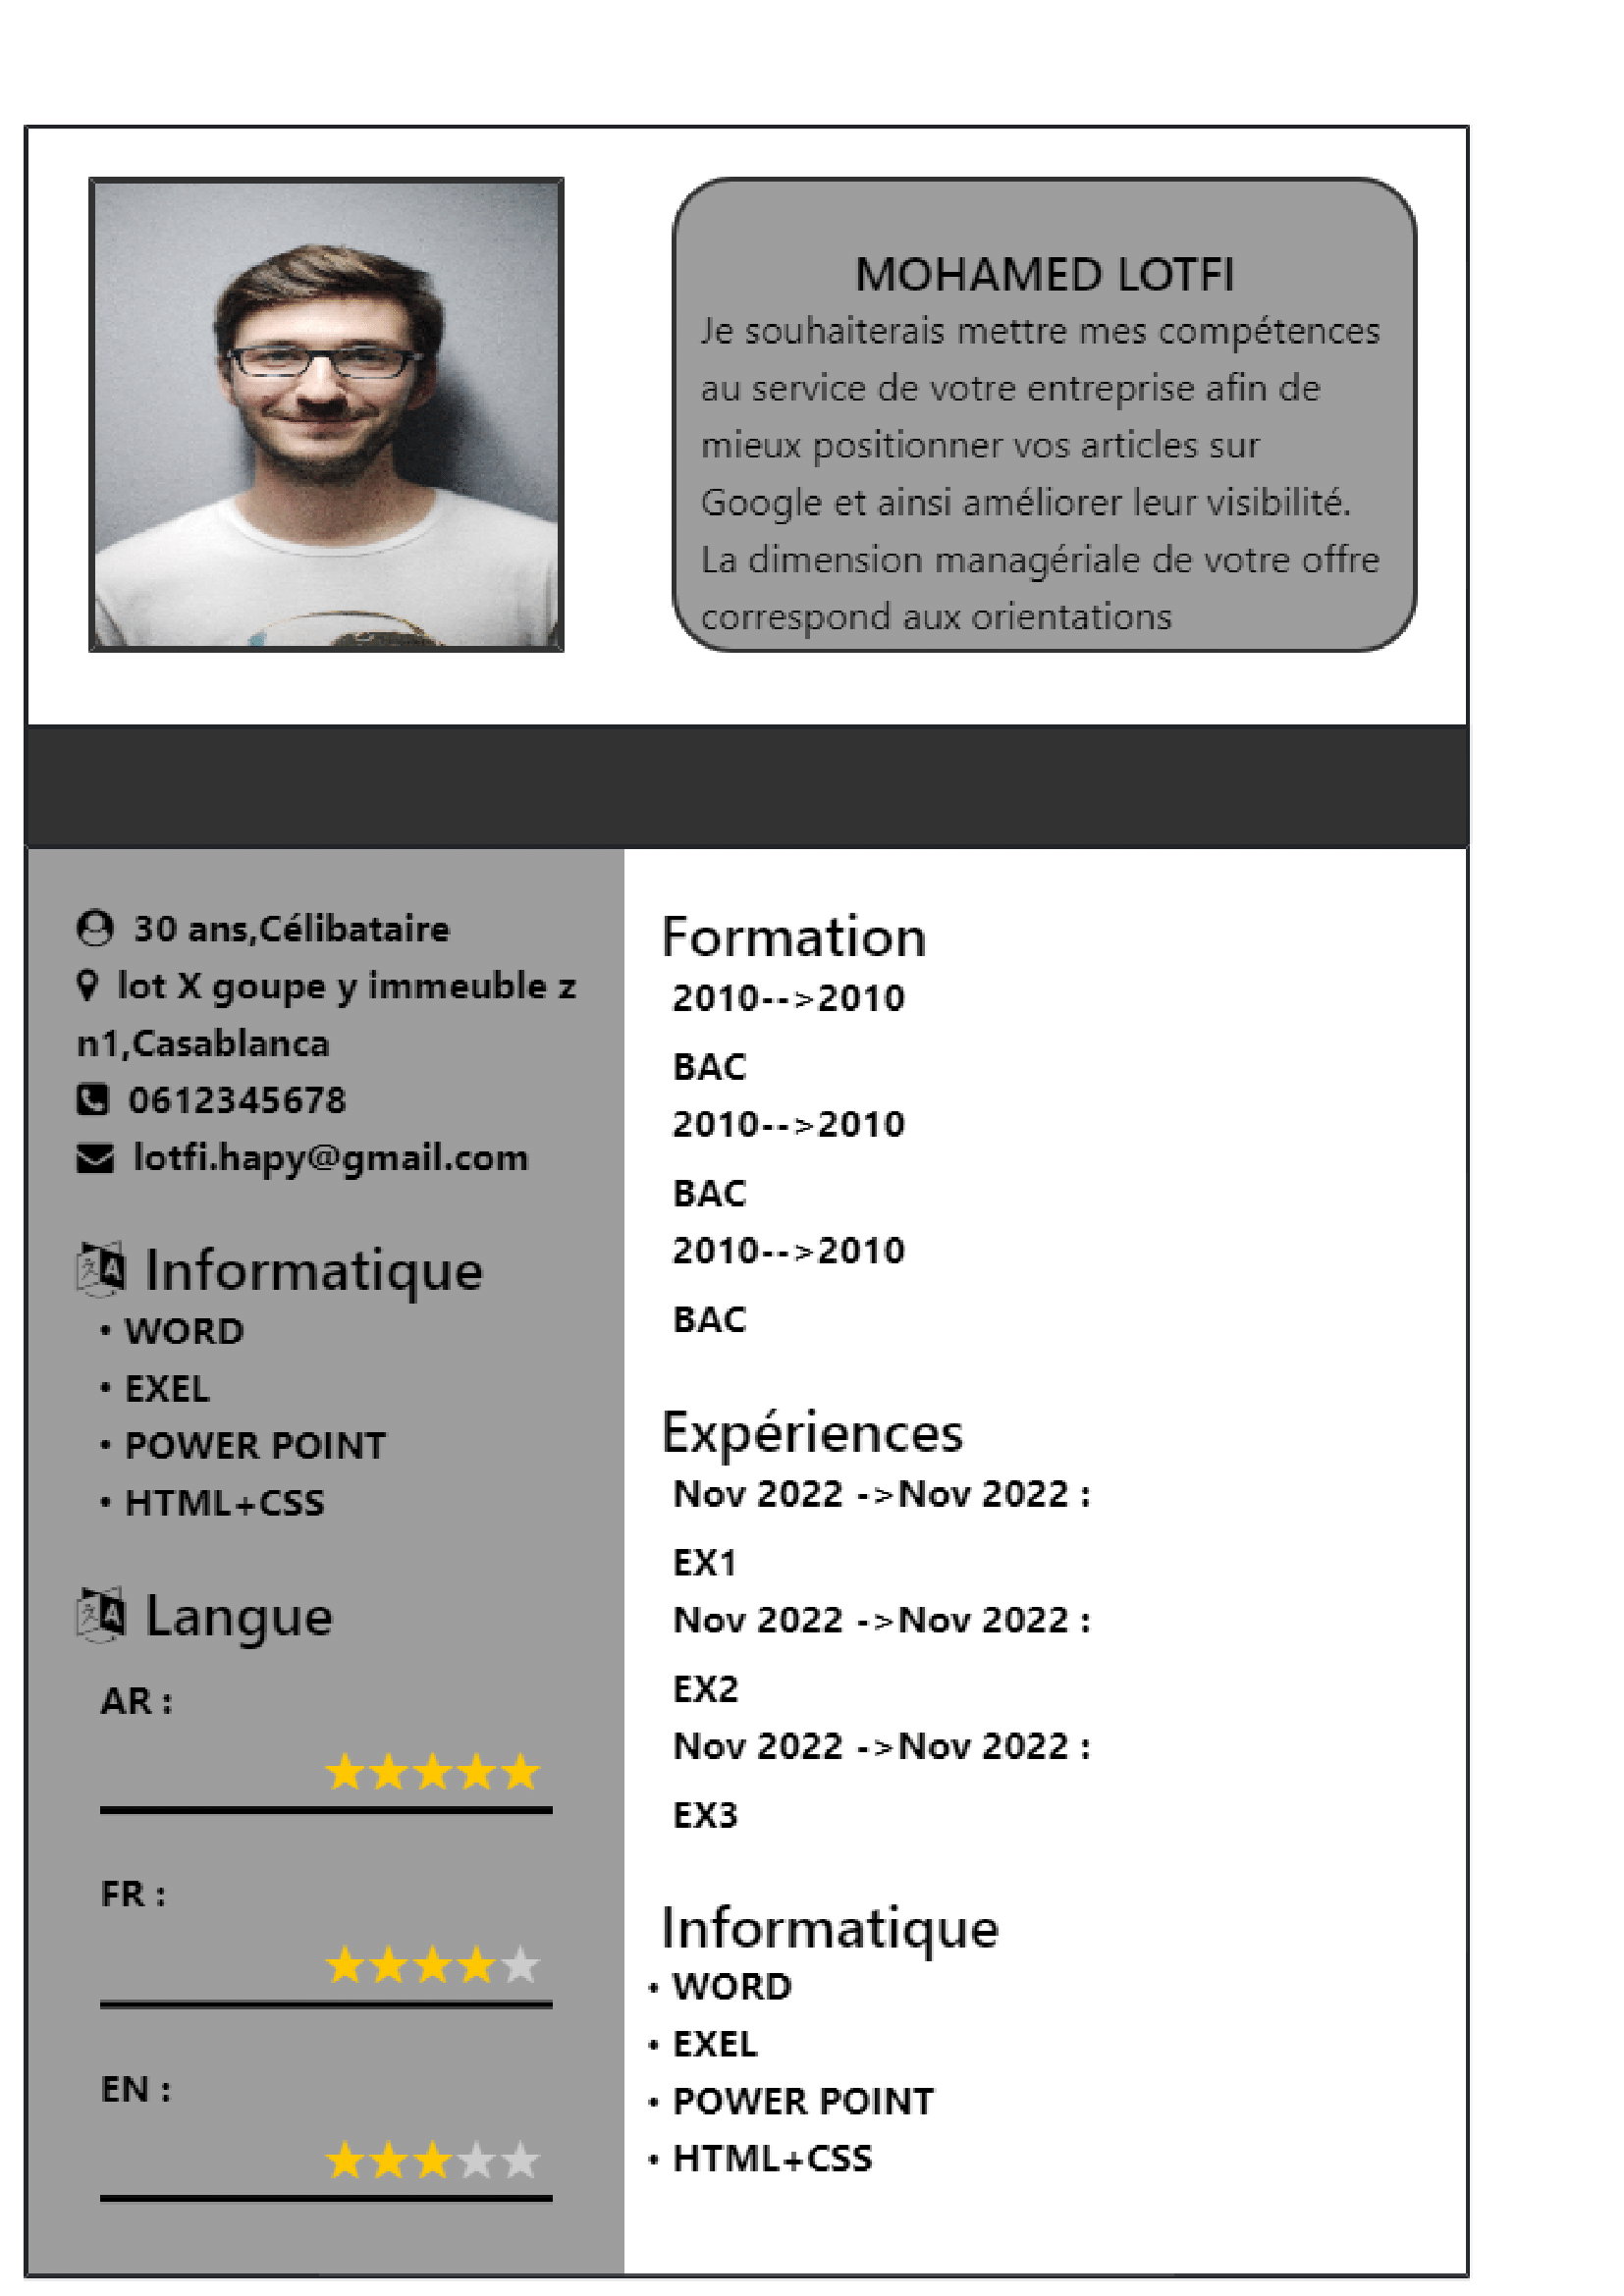 MOHAMED LOTFI
Je souhaiterais mettre mes compétences
au service de votre entreprise afin de
mieux positionner vos articles sur
Google et ainsi améliorer leur visibilité.
La dimension managériale de votre offre
correspond aux orientations
30 ans,Célibataire
lot X goupe y immeuble z
n1,Casablanca
0612345678
lotfi.hapy@gmail.com
Informatique
• WORD
• EXEL
• POWER POINT
• HTML+CSS
Langue
AR :
FR :
EN :
Formation
2010-->2010
BAC
2010-->2010
BAC
2010-->2010
BAC
Expériences
Nov 2022 ->Nov 2022 :
EX1
Nov 2022 ->Nov 2022 :
EX2
Nov 2022 ->Nov 2022 :
EX3
Informatique
• WORD
• EXEL
• POWER POINT
• HTML+CSS